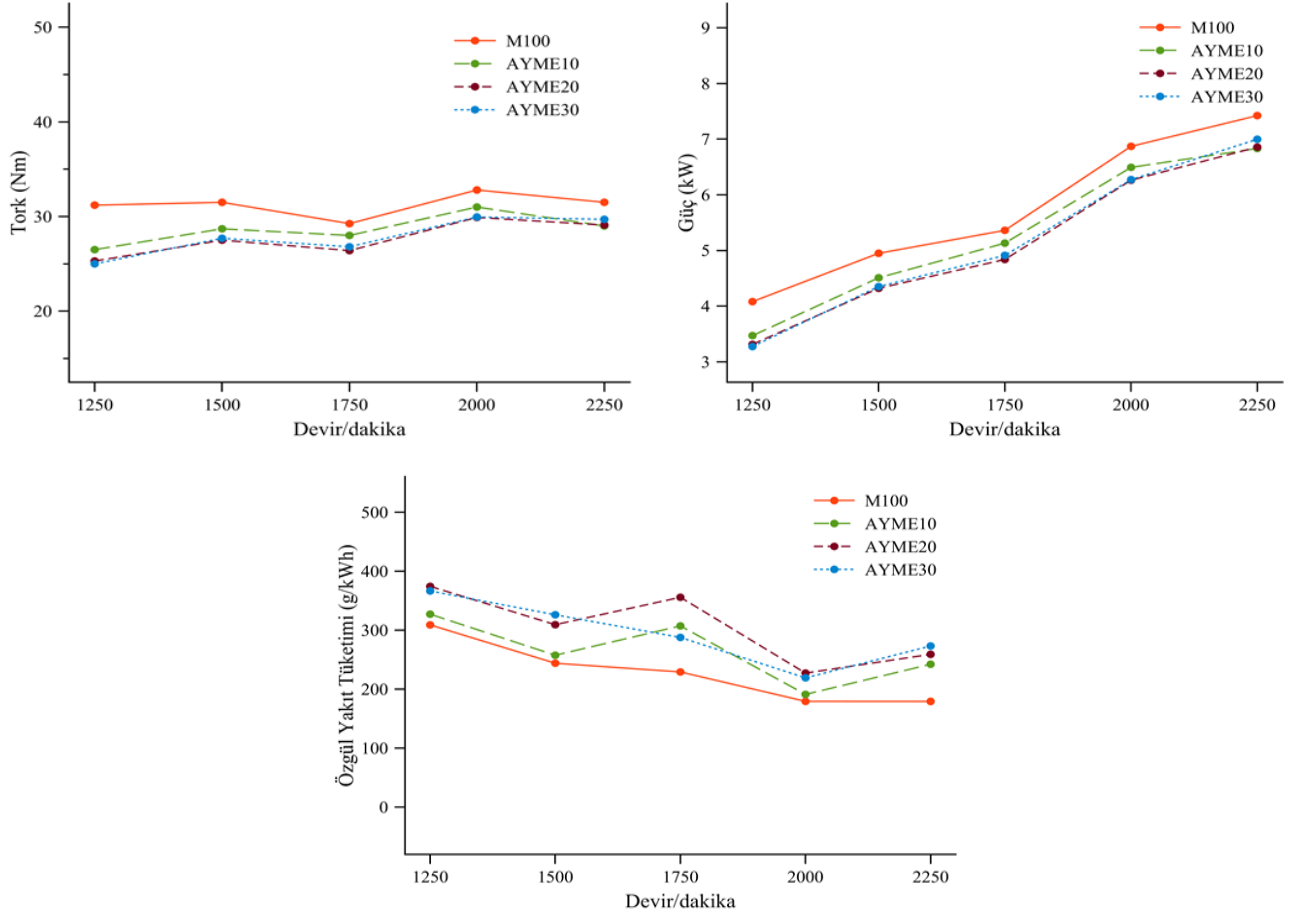 50
40
30
20
Tork (Nm)
M100
AYME10
AYME20
AYME30
1250 1500 1750 2000 2250
Devir/dakika
9
8
7
6
5
4
3
Güç (kW)
M100
AYME10
AYME20
AYME30
1250 1500 1750 2000 2250
Devir/dakika
500
400
300
200
100
0
Özgül Yakıt Tüketimi (g/kWh)
M100
AYME10
AYME20
AYME30
1250 1500 1750 2000 2250
Devir/dakika